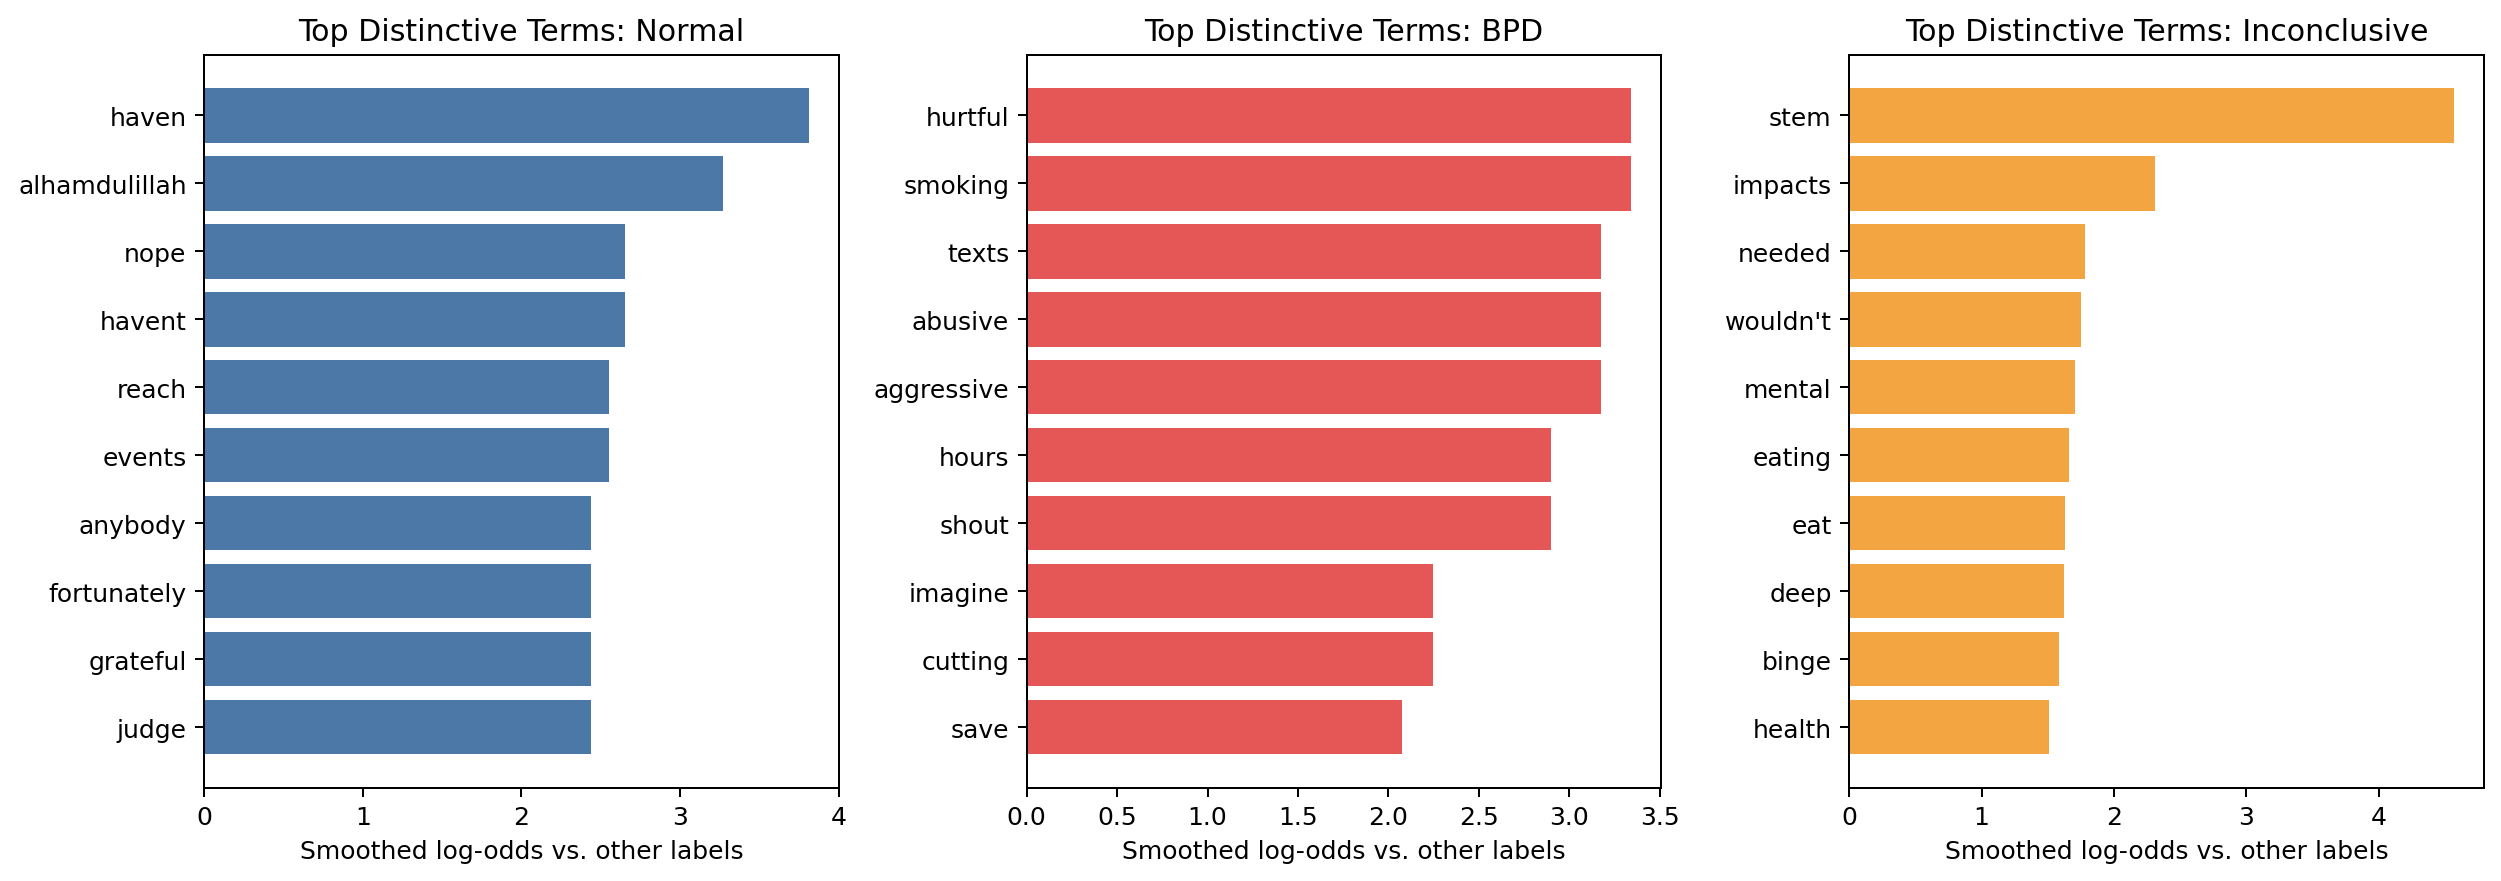 Top Distinctive Terms: Normal
haven
alhamdulillah
nope
havent
reach
events
anybody
fortunately
grateful
judge
0 1 2 3 4
Smoothed log-odds vs. other labels
Top Distinctive Terms: BPD
hurtful
smoking
texts
abusive
aggressive
hours
shout
imagine
cutting
save
0.0 0.5 1.0 1.5 2.0 2.5 3.0 3.5
Smoothed log-odds vs. other labels
Top Distinctive Terms: Inconclusive
stem
impacts
needed
wouldn't
mental
eating
eat
deep
binge
health
0 1 2 3 4
Smoothed log-odds vs. other labels